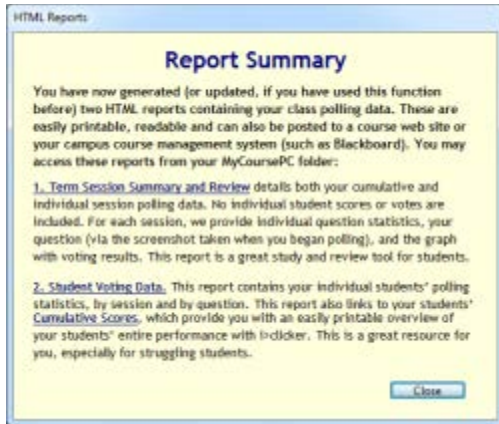 HTML Reports
Report Summary
You have now generated (or updated, if you have used this function
before) two HTML reports containing your class polling data. These are
easily printable, readable and can also be posted to a course web site or
your campus course management system (such as Blackboard). You may
access these reports from your MyCoursePC folder:
1. Term Session Summary and Review details both your cumulative and
individual session polling data. No individual student scores or votes are
included. For each session, we provide individual question statistics, your
question (via the screenshot taken when you began polling), and the graph
with voting results. This report is a great study and review tool for students.
2. Student Voting Data. This report contains your individual students' polling
statistics, by session and by question. This report also links to your students'
Cumulative Scores, which provide you with an easily printable overview of
your students' entire performance with i>clicker. This is a great resource for
you, especially for struggling students.
Close